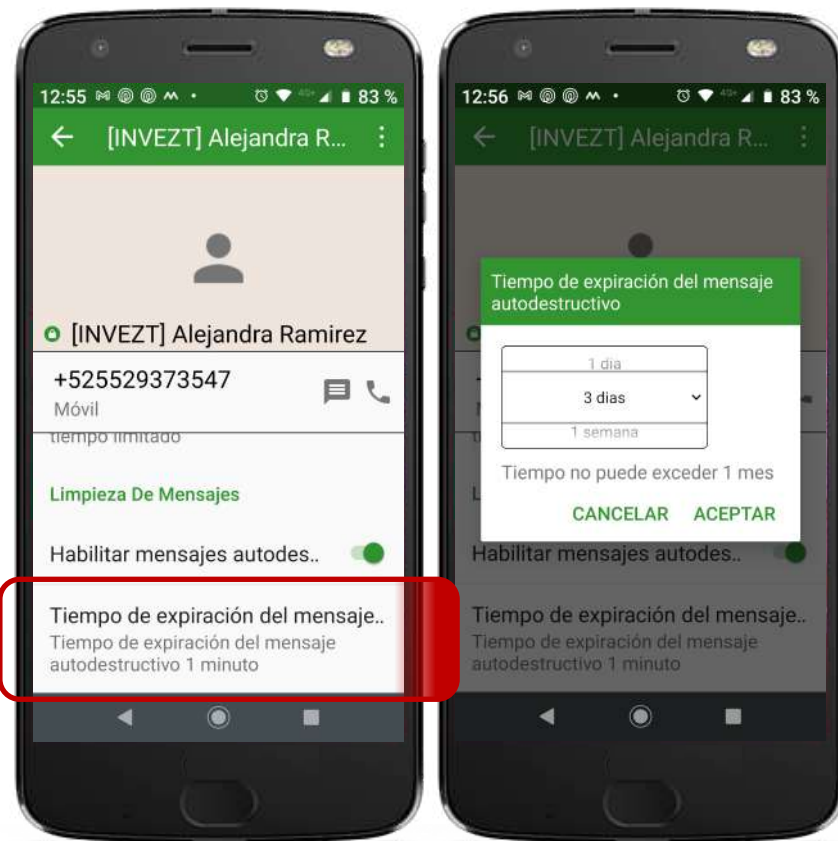 12:55 83 %
[INVEZT] Alejandra R...
[INVEZT] Alejandra Ramirez
+525529373547
Móvil
tiempo limitado
Limpieza De Mensajes
Habilitar mensajes autodes..
Tiempo de expiración del mensaje..
Tiempo de expiración del mensaje
autodestructivo 1 minuto
12:56 4G+ 83 %
[INVEZT] Alejandra R...
Tiempo de expiración del mensaje
autodestructivo
1 dia
3 dias
1 semana
Tiempo no puede exceder 1 mes
CANCELAR ACEPTAR
Habilitar mensajes autodes..
Tiempo de expiración del mensaje..
Tiempo de expiración del mensaje
autodestructivo 1 minuto